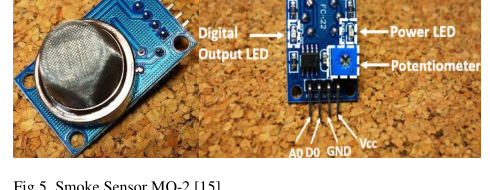 Digital
Output LED
Power LED
Potentiometer
A0 D0 GND Vcc
Fig 5. Smoke Sensor MQ-2 [15]